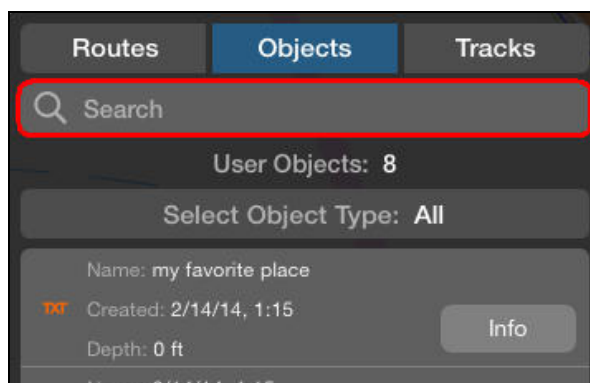 Routes Objects Tracks
Search
User Objects: 8
Select Object Type: All
Name: my favorite place
TXT Created: 2/14/14, 1:15
Info
Depth: 0 ft